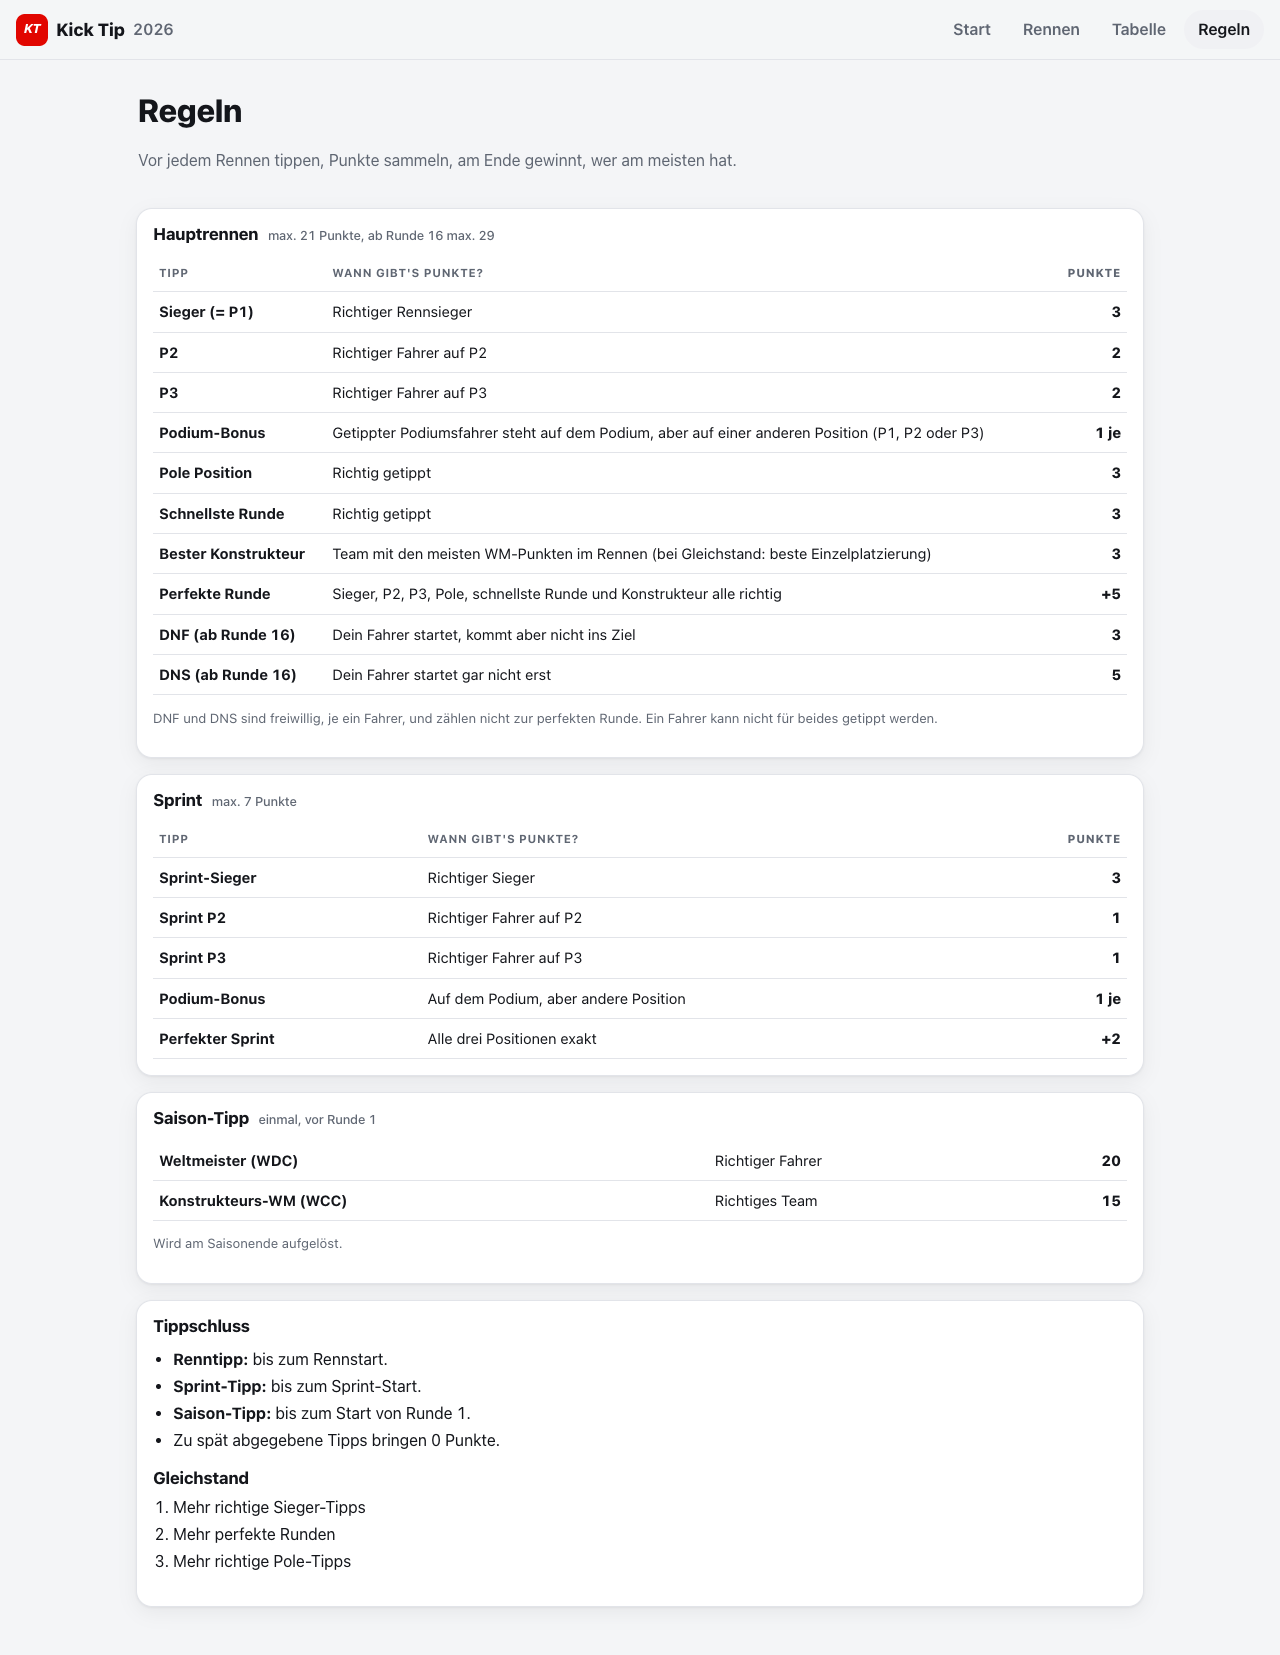 KT Kick Tip 2026 Start Rennen Tabelle Regeln
Regeln
Vor jedem Rennen tippen, Punkte sammeln, am Ende gewinnt, wer am meisten hat.
Hauptrennen max. 21 Punkte, ab Runde 16 max. 29
TIPP WANN GIBT'S PUNKTE? PUNKTE
Sieger (= P1) Richtiger Rennsieger 3
P2 Richtiger Fahrer auf P2 2
P3 Richtiger Fahrer auf P3 2
Podium-Bonus Getippter Podiumsfahrer steht auf dem Podium, aber auf einer anderen Position (P1, P2 oder P3) 1 je
Pole Position Richtig getippt 3
Schnellste Runde Richtig getippt 3
Bester Konstrukteur Team mit den meisten WM-Punkten im Rennen (bei Gleichstand: beste Einzelplatzierung) 3
Perfekte Runde Sieger, P2, P3, Pole, schnellste Runde und Konstrukteur alle richtig +5
DNF (ab Runde 16) Dein Fahrer startet, kommt aber nicht ins Ziel 3
DNS (ab Runde 16) Dein Fahrer startet gar nicht erst 5
DNF und DNS sind freiwillig, je ein Fahrer, und zählen nicht zur perfekten Runde. Ein Fahrer kann nicht für beides getippt werden.
Sprint max. 7 Punkte
TIPP WANN GIBT'S PUNKTE? PUNKTE
Sprint-Sieger Richtiger Sieger 3
Sprint P2 Richtiger Fahrer auf P2 1
Sprint P3 Richtiger Fahrer auf P3 1
Podium-Bonus Auf dem Podium, aber andere Position 1 je
Perfekter Sprint Alle drei Positionen exakt +2
Saison-Tipp einmal, vor Runde 1
Weltmeister (WDC) Richtiger Fahrer 20
Konstrukteurs-WM (WCC) Richtiges Team 15
Wird am Saisonende aufgelöst.
Tippschluss
• Renntipp: bis zum Rennstart.
• Sprint-Tipp: bis zum Sprint-Start.
• Saison-Tipp: bis zum Start von Runde 1.
• Zu spät abgegebene Tipps bringen 0 Punkte.
Gleichstand
1. Mehr richtige Sieger-Tipps
2. Mehr perfekte Runden
3. Mehr richtige Pole-Tipps